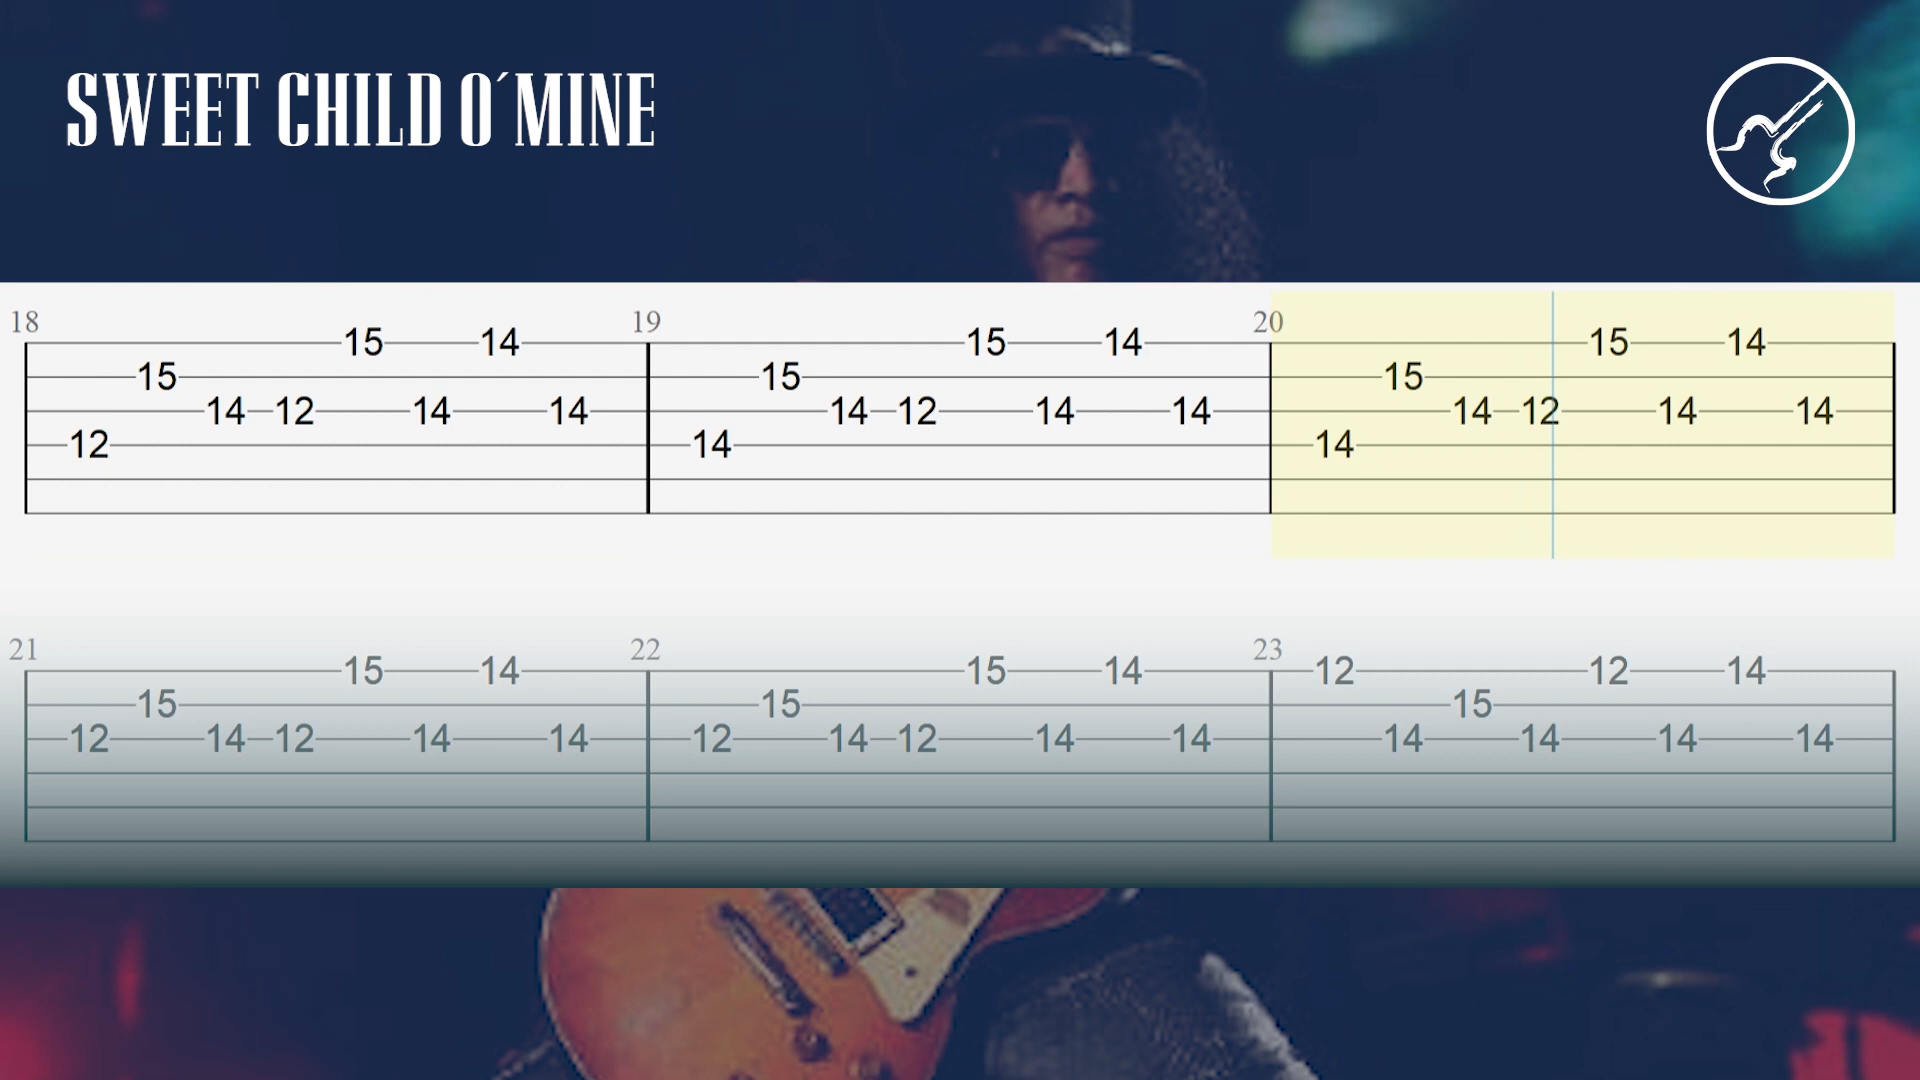 SWEET CHILD O´MINE
18 19 20
15 14 15 14 15 14
15 15 15
14 12 14 14 14 12 14 14 14 12 14 14
12 14 14
21 22 23
15 14 15 14 12 12 14
15 15 15
12 14 12 14 14 12 14 12 14 14 14 14 14 14